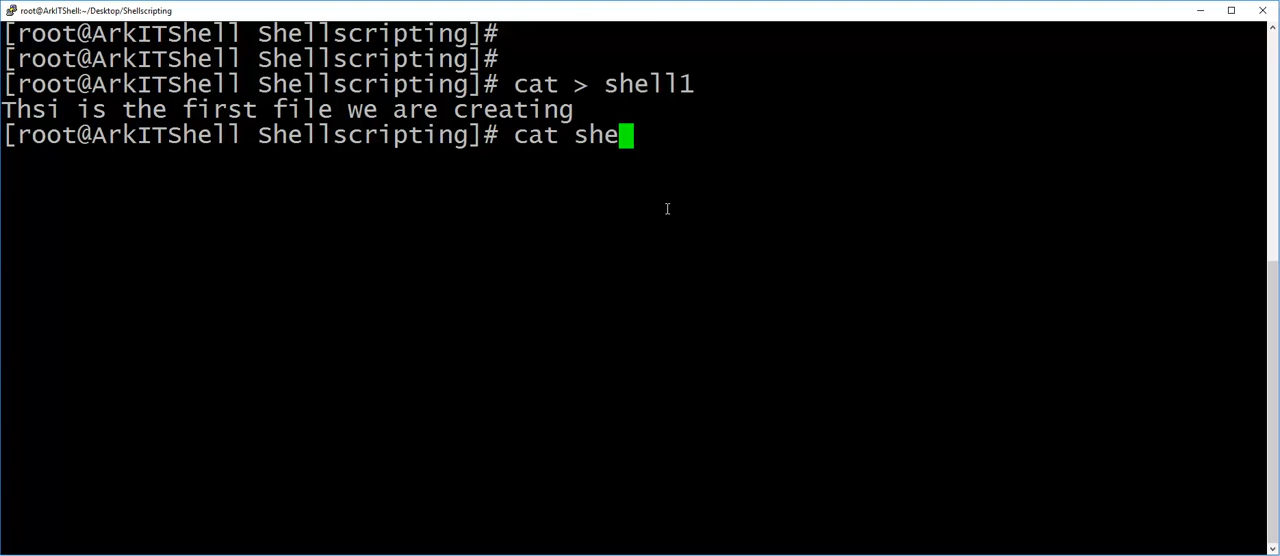 root@ArkITShell:~/Desktop/Shellscripting
[root@ArkITShell Shellscripting]#
[root@ArkITShell Shellscripting]#
[root@ArkITShell Shellscripting]# cat > shell1
Thsi is the first file we are creating
[root@ArkITShell Shellscripting]# cat she